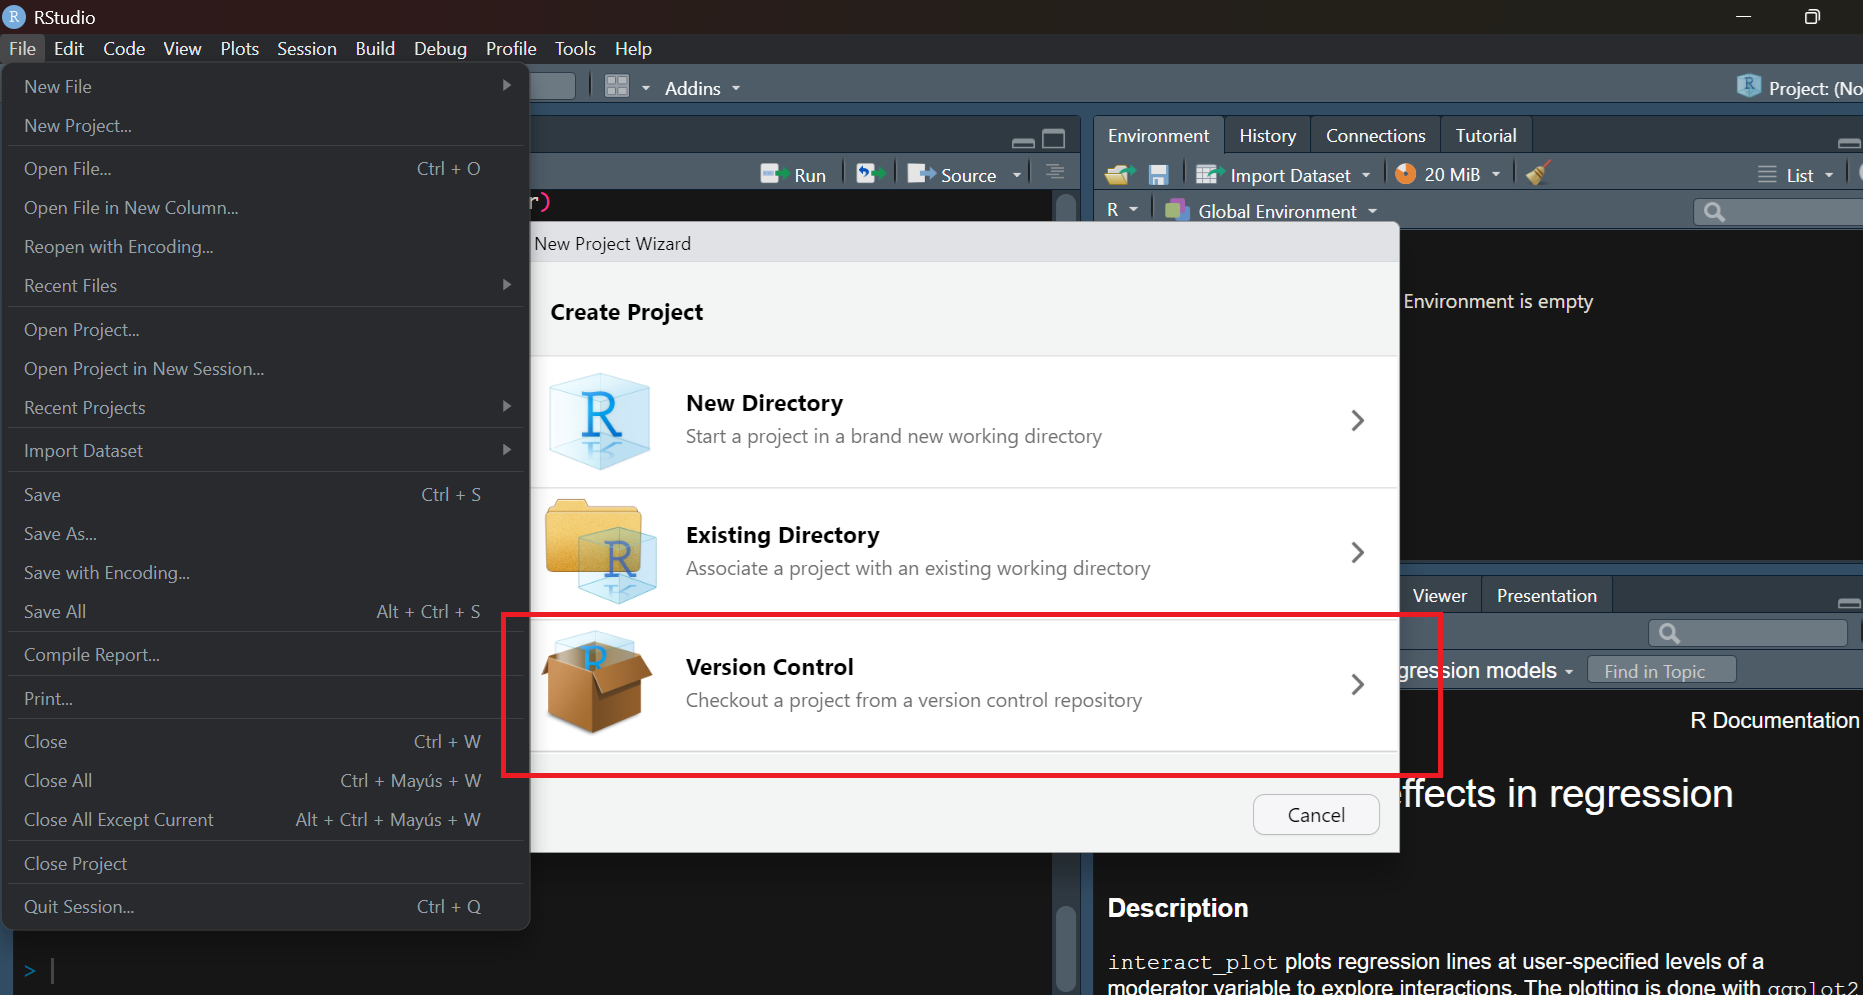 RStudio
File Edit Code View Plots Session Build Debug Profile Tools Help
New File
New Project...
Open File... Ctrl + O
Open File in New Column...
Reopen with Encoding...
Recent Files
Open Project...
Open Project in New Session...
Recent Projects
Import Dataset
Save Ctrl + S
Save As...
Save with Encoding...
Save All Alt + Ctrl + S
Compile Report...
Print...
Close Ctrl + W
Close All Ctrl + Mayús + W
Close All Except Current Alt + Ctrl + Mayús + W
Close Project
Quit Session... Ctrl + Q
>
Addins
Project: (No
Run Source
r)
Environment History Connections Tutorial
Import Dataset 20 MiB List
R Global Environment
Environment is empty
New Project Wizard
Create Project
New Directory
Start a project in a brand new working directory
Existing Directory
Associate a project with an existing working directory
Version Control
Checkout a project from a version control repository
Cancel
Viewer Presentation
gression models Find in Topic
R Documentation
ffects in regression
Description
interact_plot plots regression lines at user-specified levels of a
moderator variable to explore interactions. The plotting is done with ggplot2